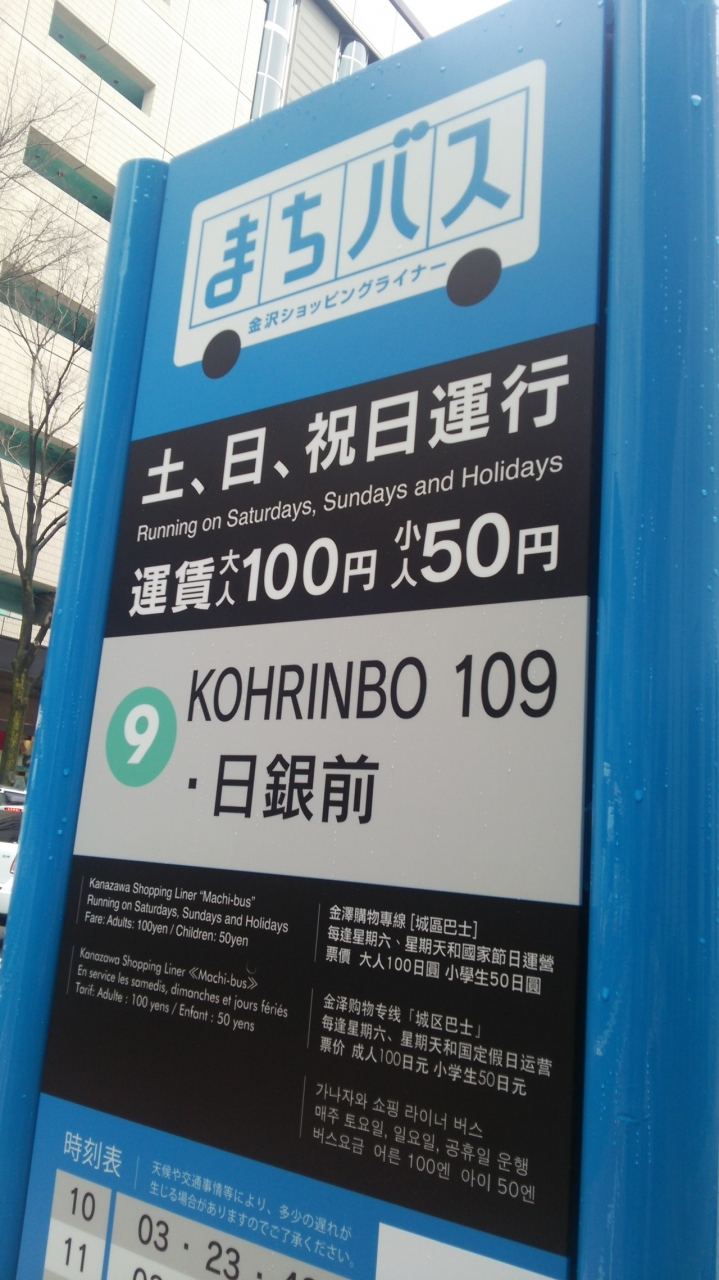 まちバス
金沢ショッピングライナー
土、日、祝日運行
Running on Saturdays, Sundays and Holidays
運賃大人100円 小人50円
9 KOHRINBO 109
・日銀前
Kanazawa Shopping Liner “Machi-bus”
Running on Saturdays, Sundays and Holidays
Fare: Adults: 100yen / Children: 50yen
Kanazawa Shopping Liner ≪Machi-bus≫
En service les samedis, dimanches et jours fériés
Tarif: Adulte : 100 yens / Enfant : 50 yens
金澤購物專線 [城區巴士]
每逢星期六、星期天和國家節日運營
票價 大人100日圓 小學生50日圓
金泽购物专线「城区巴士」
每逢星期六、星期天和国定假日运营
票价 成人100日元 小学生50日元
가나자와 쇼핑 라이너 버스
매주 토요일, 일요일, 공휴일 운행
버스요금 어른 100엔 아이 50엔
時刻表
天候や交通事情等により、多少の遅れが
生じる場合がありますのでご了承ください。
10 03・23・
11